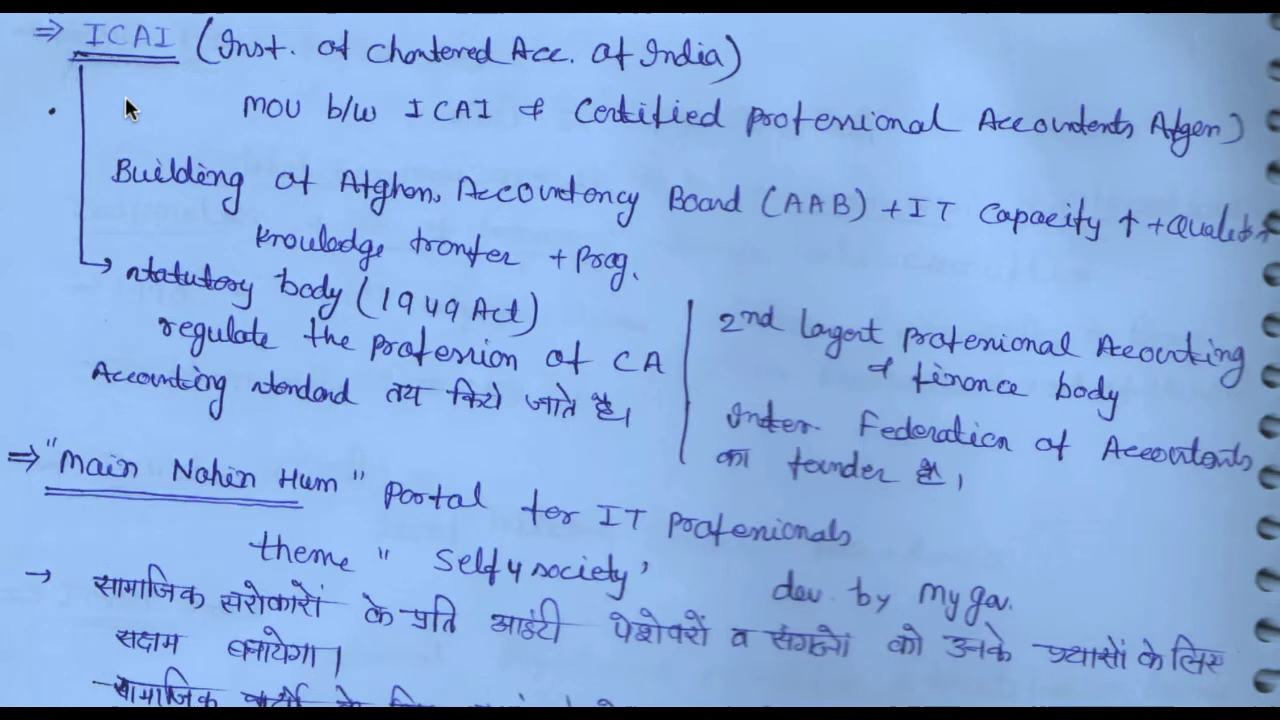 ⇒ ICAI (Inst. of Chartered Acc. of India)
MOU b/w ICAI & Certified professional Accountants Afgan)
Building of Afghan. Accountancy Board (AAB) + IT capacity ↑ + Quality
knowledge tranfer + prog.
→ statutory body (1949 Act)
regulate the profession of CA
Accounting standard तय किये जाते है।
2nd largest professional Accounting
& finance body
Inter. Federation of Accountants
का founder है।
⇒ "Main Nahin Hum" Portal for IT professionals
theme " Self4society'
dev. by mygov.
→ सामाजिक सरोकारों के प्रति आईटी पेशेवरों व संगठनो को उनके प्रयासों के लिए
सक्षम बनायेगा।
सामाजिक